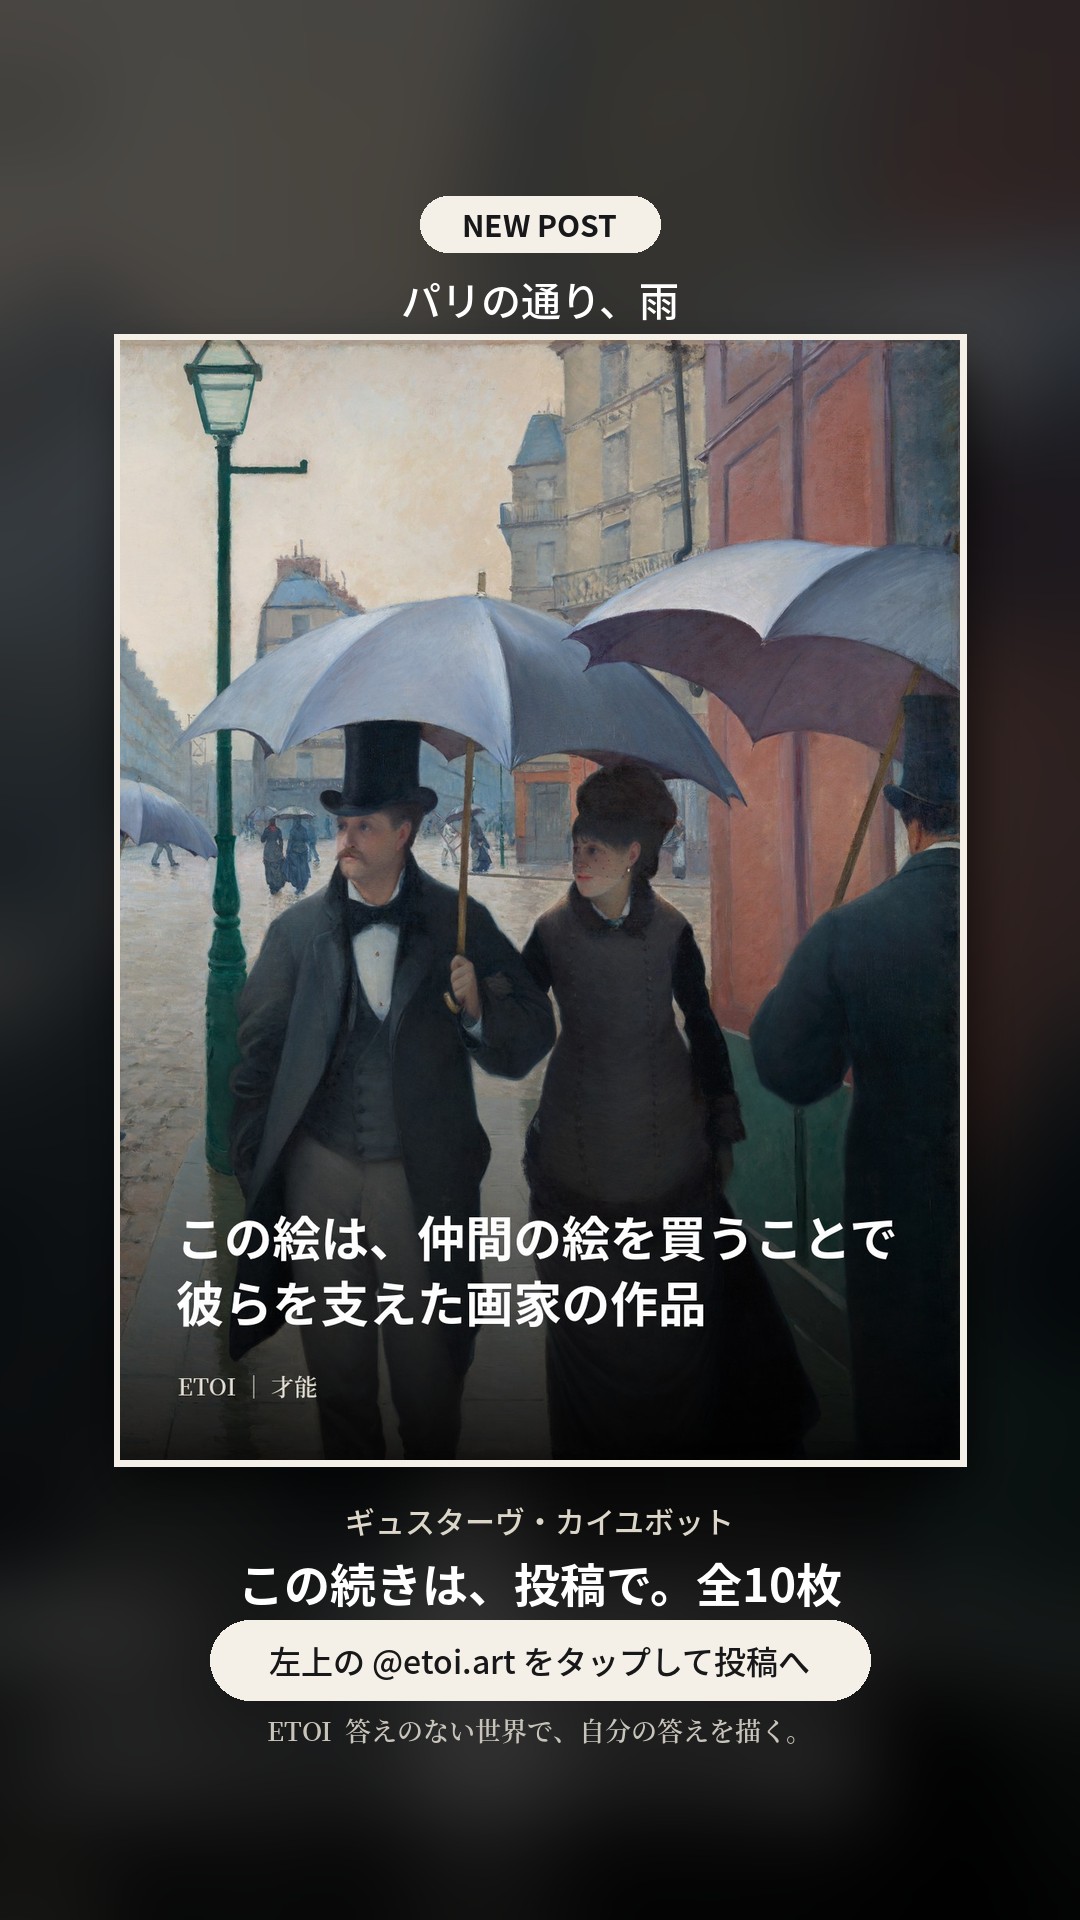 NEW POST
パリの通り、雨
この絵は、仲間の絵を買うことで
彼らを支えた画家の作品
ETOI｜才能
ギュスターヴ・カイユボット
この続きは、投稿で。全10枚
左上の @etoi.art をタップして投稿へ
ETOI 答えのない世界で、自分の答えを描く。